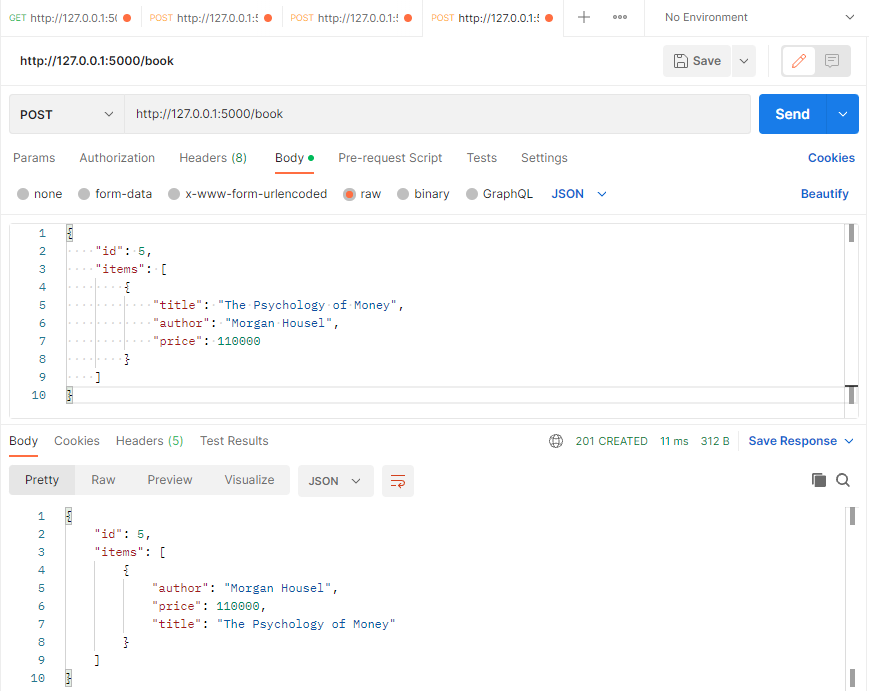 GET http://127.0.0.1:5( POST http://127.0.0.1:5 POST http://127.0.0.1:5 POST http://127.0.0.1:5 No Environment
http://127.0.0.1:5000/book Save
POST http://127.0.0.1:5000/book Send
Params Authorization Headers (8) Body Pre-request Script Tests Settings Cookies
none form-data x-www-form-urlencoded raw binary GraphQL JSON Beautify
1 {
2 "id": 5,
3 "items": [
4 {
5 "title": "The Psychology of Money",
6 "author": "Morgan Housel",
7 "price": 110000
8 }
9 ]
10 }
Body Cookies Headers (5) Test Results 201 CREATED 11 ms 312 B Save Response
Pretty Raw Preview Visualize JSON
1 {
2 "id": 5,
3 "items": [
4 {
5 "author": "Morgan Housel",
6 "price": 110000,
7 "title": "The Psychology of Money"
8 }
9 ]
10 }